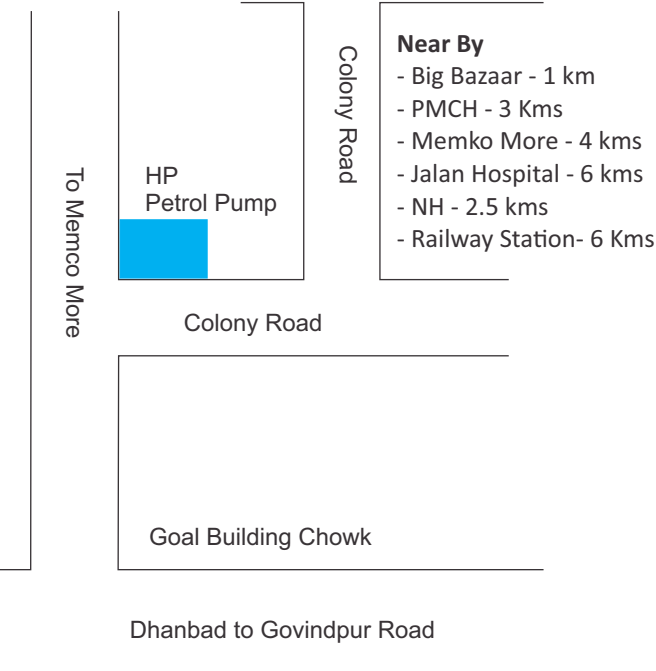 Near By
- Big Bazaar - 1 km
- PMCH - 3 Kms
- Memko More - 4 kms
- Jalan Hospital - 6 kms
- NH - 2.5 kms
- Railway Station- 6 Kms
Colony Road
HP
Petrol Pump
To Memco More
Colony Road
Goal Building Chowk
Dhanbad to Govindpur Road